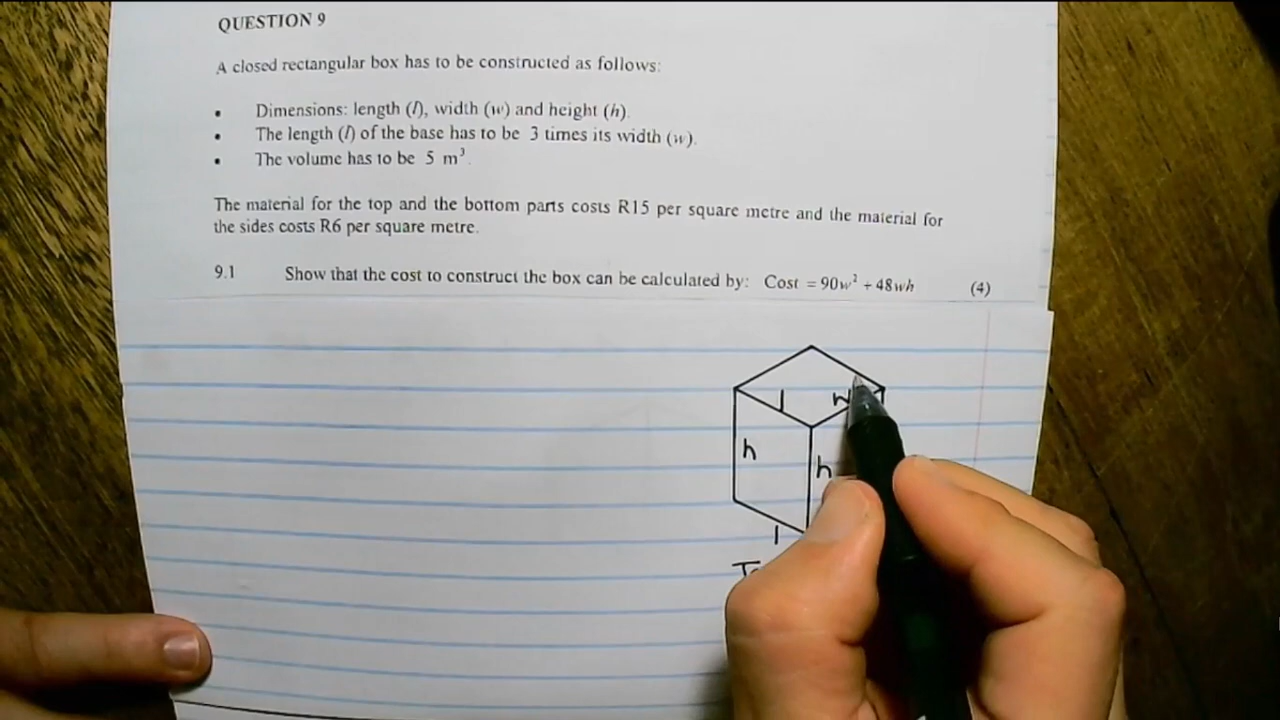 QUESTION 9
A closed rectangular box has to be constructed as follows:
• Dimensions: length (l), width (w) and height (h).
• The length (l) of the base has to be 3 times its width (w).
• The volume has to be 5 m³.
The material for the top and the bottom parts costs R15 per square metre and the material for
the sides costs R6 per square metre.
9.1 Show that the cost to construct the box can be calculated by: Cost = 90w² + 48wh (4)
l w
h
h
l